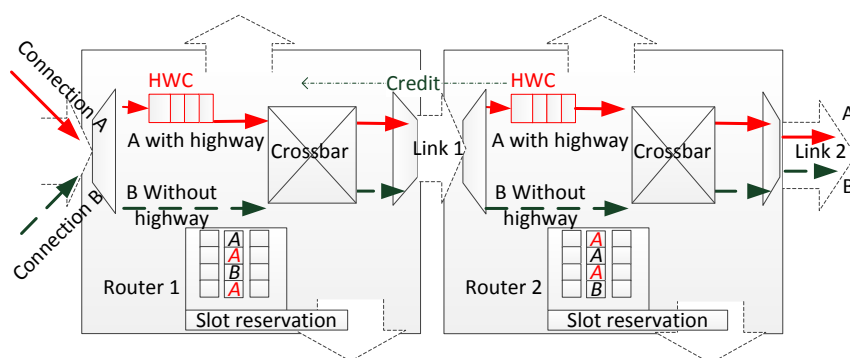 Connection A
Connection B
HWC
A with highway
B Without
highway
Crossbar
Router 1
A
A
B
A
Slot reservation
Credit
Link 1
HWC
A with highway
B Without
highway
Crossbar
Router 2
A
A
A
B
Slot reservation
A
Link 2
B